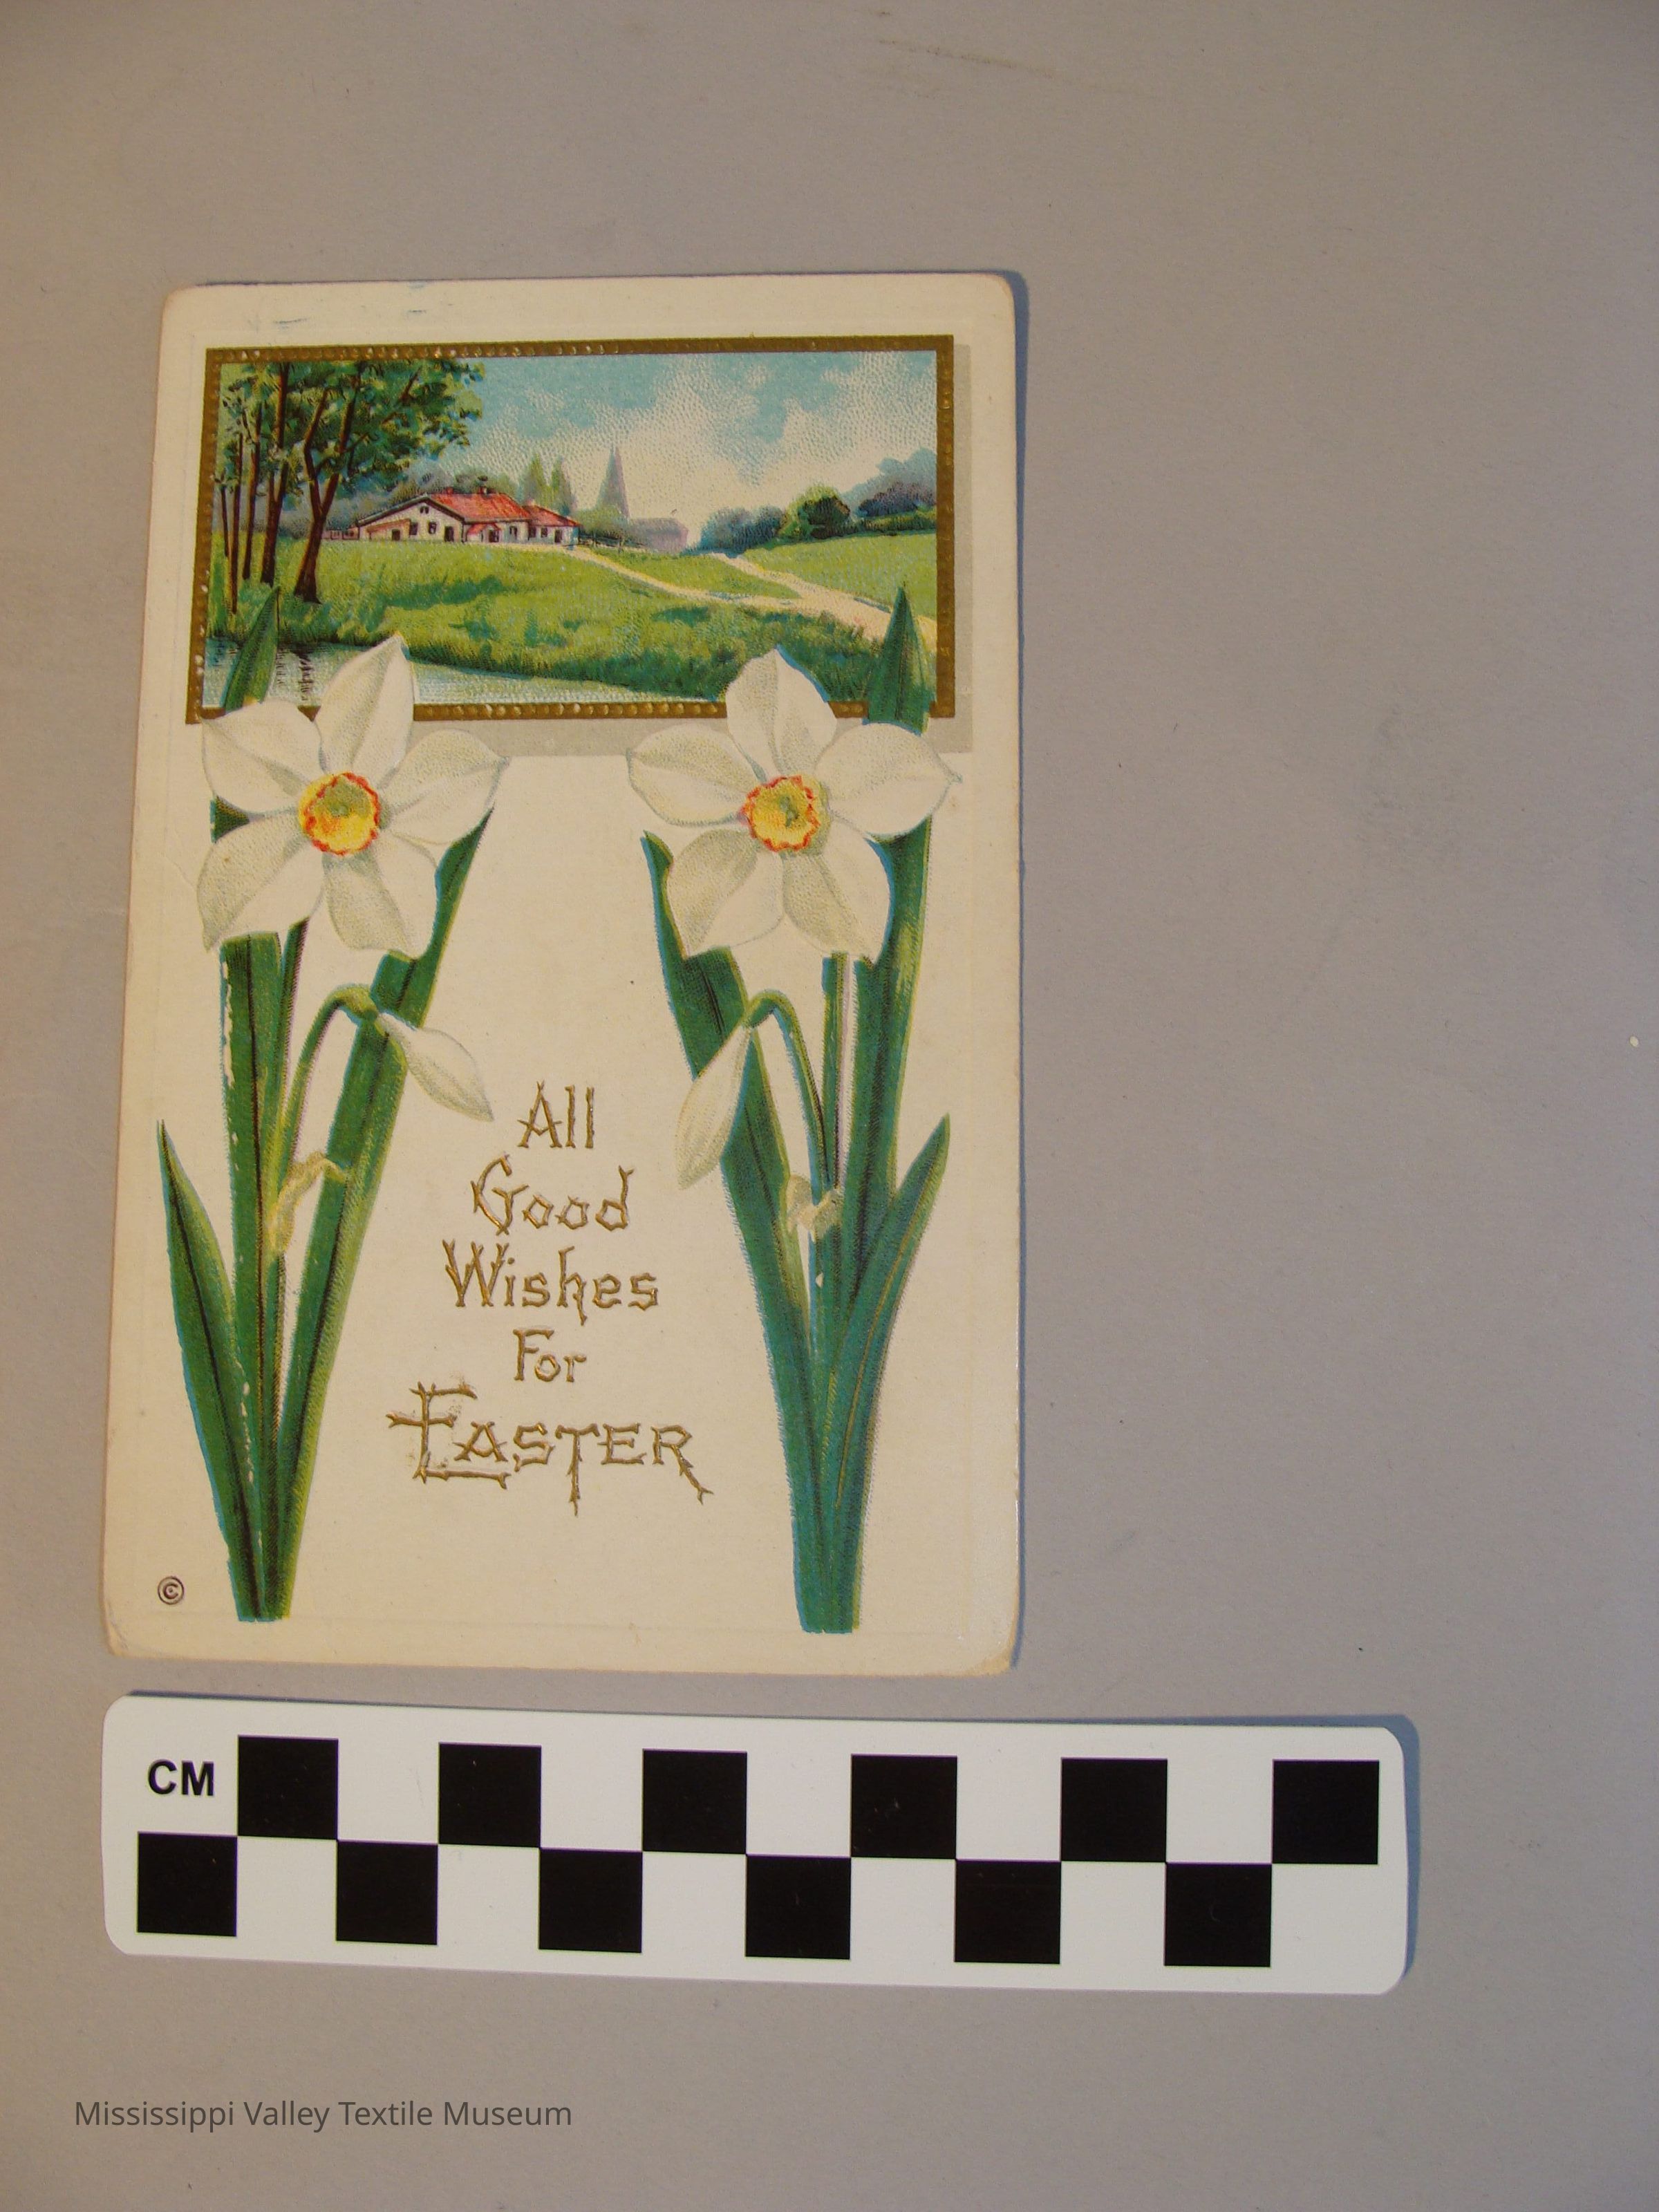 All
Good
Wishes
For
EASTER
©
CM
Mississippi Valley Textile Museum